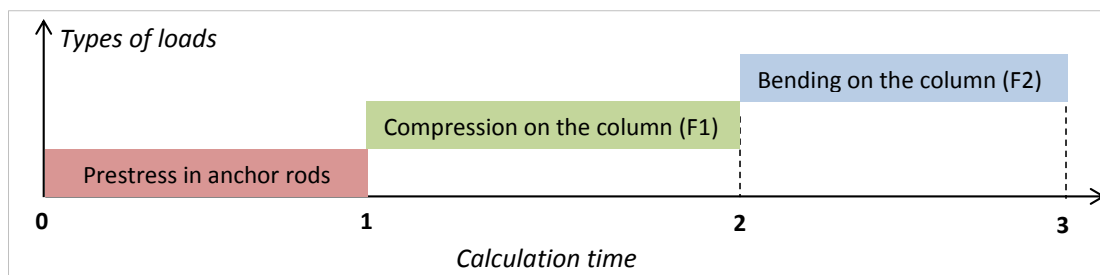 Types of loads
Bending on the column (F2)
Compression on the column (F1)
Prestress in anchor rods
0 1 2 3
Calculation time